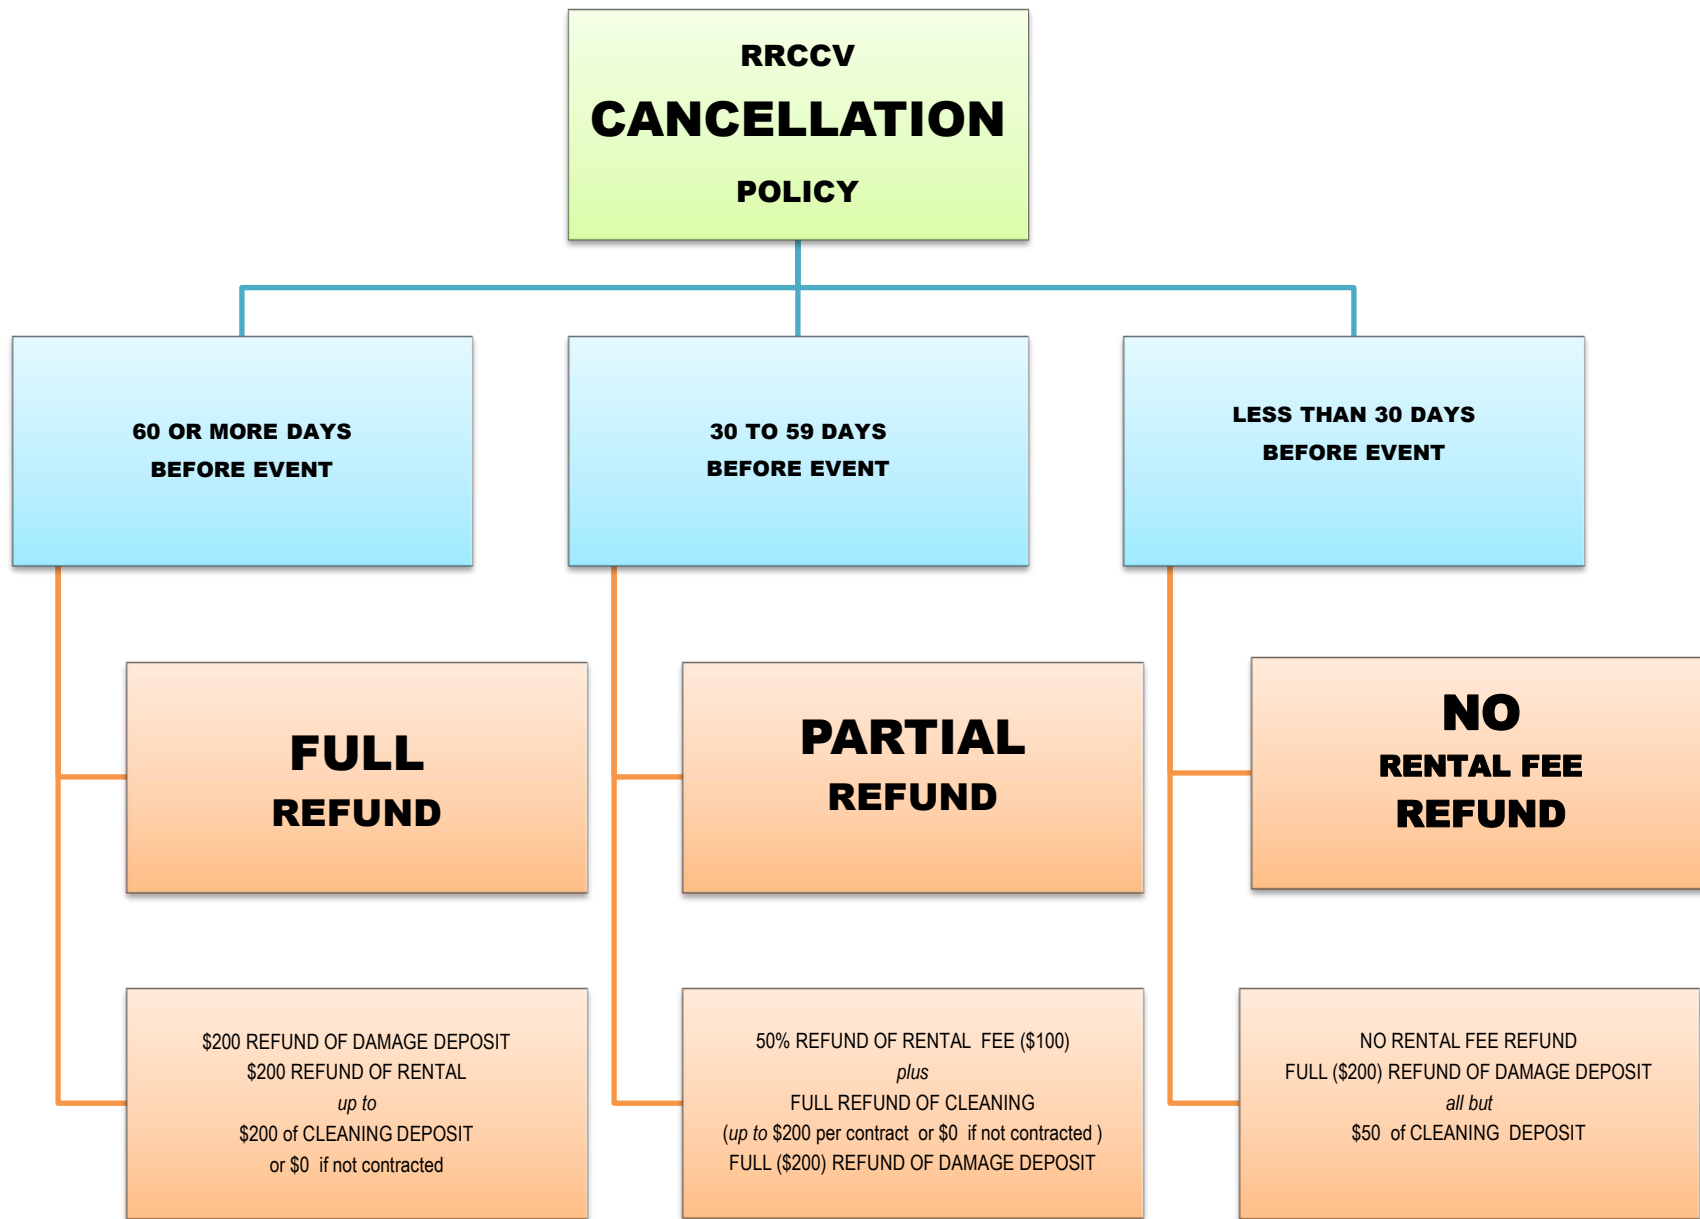 RRCCV
CANCELLATION
POLICY
60 OR MORE DAYS
BEFORE EVENT
30 TO 59 DAYS
BEFORE EVENT
LESS THAN 30 DAYS
BEFORE EVENT
FULL
REFUND
PARTIAL
REFUND
NO
RENTAL FEE
REFUND
$200 REFUND OF DAMAGE DEPOSIT
$200 REFUND OF RENTAL
up to
$200 of CLEANING DEPOSIT
or $0 if not contracted
50% REFUND OF RENTAL FEE ($100)
plus
FULL REFUND OF CLEANING
(up to $200 per contract or $0 if not contracted )
FULL ($200) REFUND OF DAMAGE DEPOSIT
NO RENTAL FEE REFUND
FULL ($200) REFUND OF DAMAGE DEPOSIT
all but
$50 of CLEANING DEPOSIT